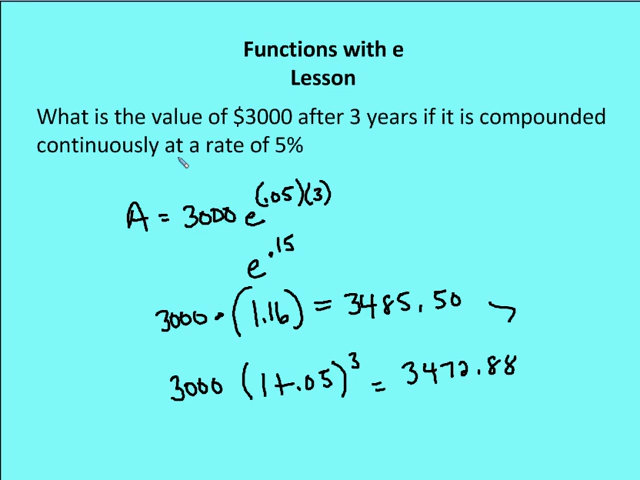 Functions with e
Lesson
What is the value of $3000 after 3 years if it is compounded
continuously at a rate of 5%
A = 3000 e^(.05)(3)
e^.15
3000 · (1.16) = 3485.50
3000 (1+.05)^3 = 3472.88